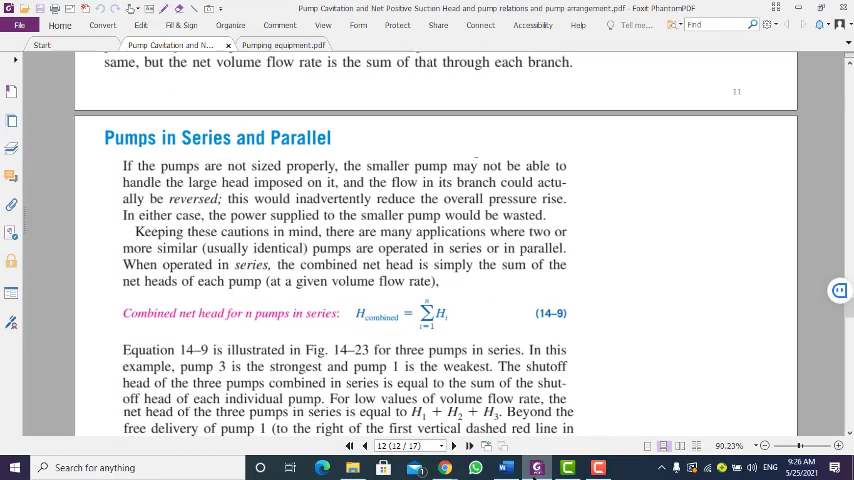 Pump Cavitation and Net Positive Suction Head and pump relations and pump arrangement.pdf - Foxit PhantomPDF
File Home Convert Edit Fill & Sign Organize Comment View Form Protect Share Connect Accessibility Help Tell me... Find
Start Pump Cavitation and N... × Pumping equipment.pdf
same, but the net volume flow rate is the sum of that through each branch.
11
Pumps in Series and Parallel
If the pumps are not sized properly, the smaller pump may not be able to
handle the large head imposed on it, and the flow in its branch could actu-
ally be reversed; this would inadvertently reduce the overall pressure rise.
In either case, the power supplied to the smaller pump would be wasted.
Keeping these cautions in mind, there are many applications where two or
more similar (usually identical) pumps are operated in series or in parallel.
When operated in series, the combined net head is simply the sum of the
net heads of each pump (at a given volume flow rate),
Combined net head for n pumps in series: H_combined = ∑_{i=1}^{n} H_i (14–9)
Equation 14–9 is illustrated in Fig. 14–23 for three pumps in series. In this
example, pump 3 is the strongest and pump 1 is the weakest. The shutoff
head of the three pumps combined in series is equal to the sum of the shut-
off head of each individual pump. For low values of volume flow rate, the
net head of the three pumps in series is equal to H₁ + H₂ + H₃. Beyond the
free delivery of pump 1 (to the right of the first vertical dashed red line in
12 (12 / 17) 90.23%
Search for anything ENG 9:26 AM
5/25/2021